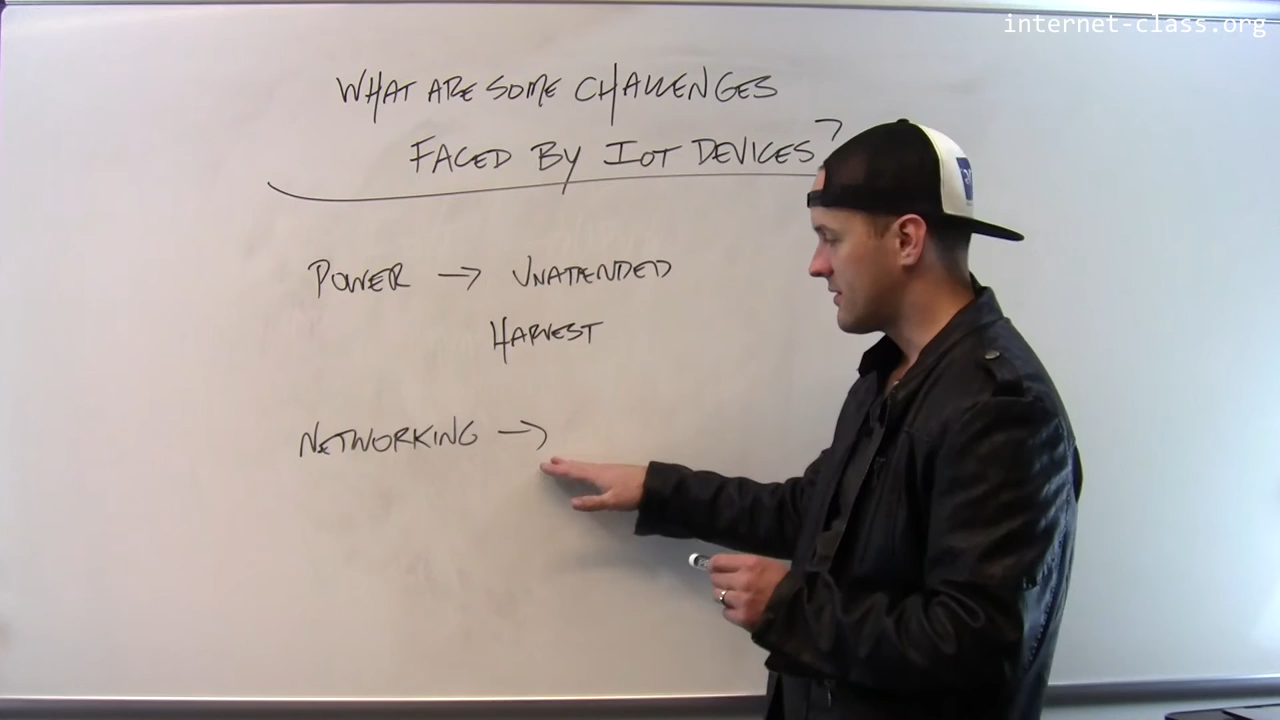 internet-class.org
WHAT ARE SOME CHALLENGES
FACED BY IOT DEVICES?
POWER → UNATTENDED
HARVEST
NETWORKING →